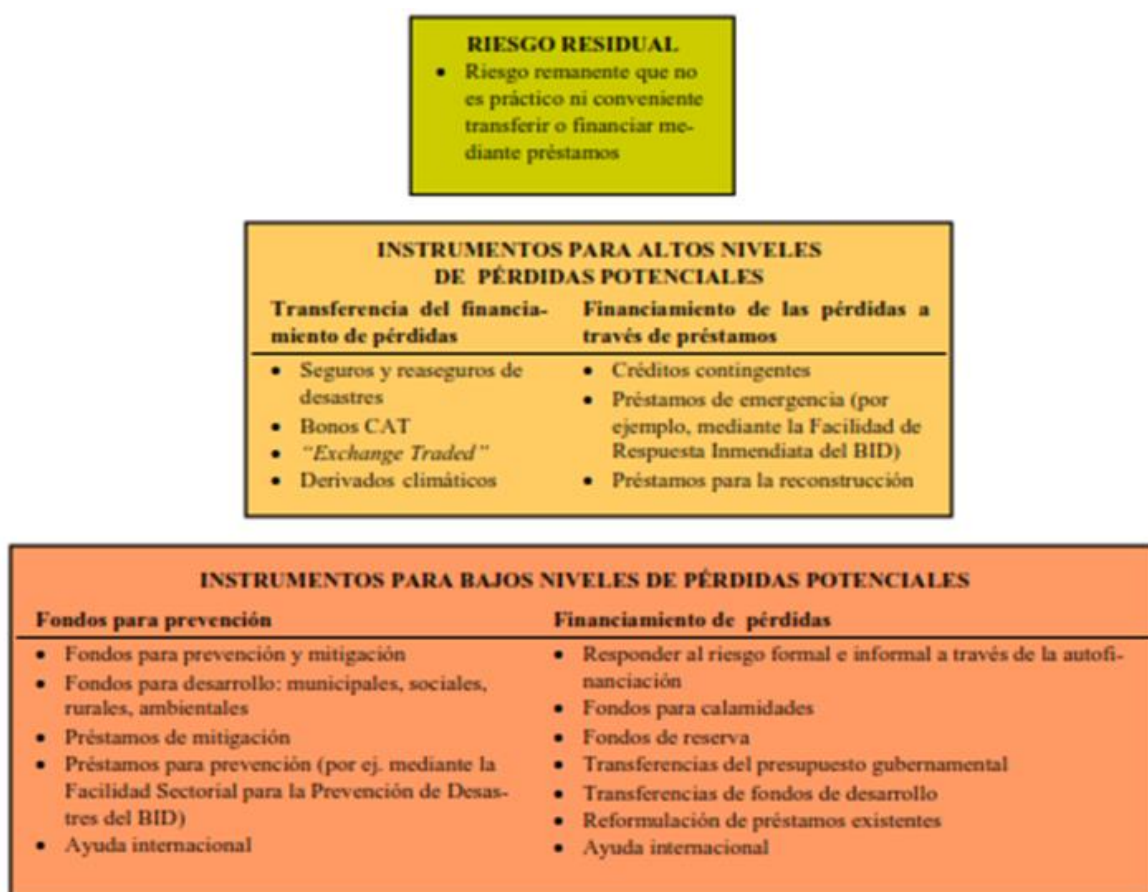 RIESGO RESIDUAL
• Riesgo remanente que no
es práctico ni conveniente
transferir o financiar me-
diante préstamos
INSTRUMENTOS PARA ALTOS NIVELES
DE PÉRDIDAS POTENCIALES
Transferencia del financia-
miento de pérdidas
• Seguros y reaseguros de
desastres
• Bonos CAT
• “Exchange Traded”
• Derivados climáticos
Financiamiento de las pérdidas a
través de préstamos
• Créditos contingentes
• Préstamos de emergencia (por
ejemplo, mediante la Facilidad de
Respuesta Inmendiata del BID)
• Préstamos para la reconstrucción
INSTRUMENTOS PARA BAJOS NIVELES DE PÉRDIDAS POTENCIALES
Fondos para prevención
• Fondos para prevención y mitigación
• Fondos para desarrollo: municipales, sociales,
rurales, ambientales
• Préstamos de mitigación
• Préstamos para prevención (por ej. mediante la
Facilidad Sectorial para la Prevención de Desas-
tres del BID)
• Ayuda internacional
Financiamiento de pérdidas
• Responder al riesgo formal e informal a través de la autofi-
nanciación
• Fondos para calamidades
• Fondos de reserva
• Transferencias del presupuesto gubernamental
• Transferencias de fondos de desarrollo
• Reformulación de préstamos existentes
• Ayuda internacional